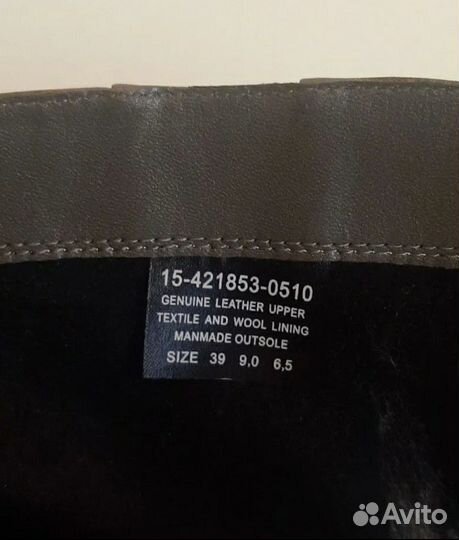 15-421853-0510
GENUINE LEATHER UPPER
TEXTILE AND WOOL LINING
MANMADE OUTSOLE
SIZE 39 9,0 6,5
Avito